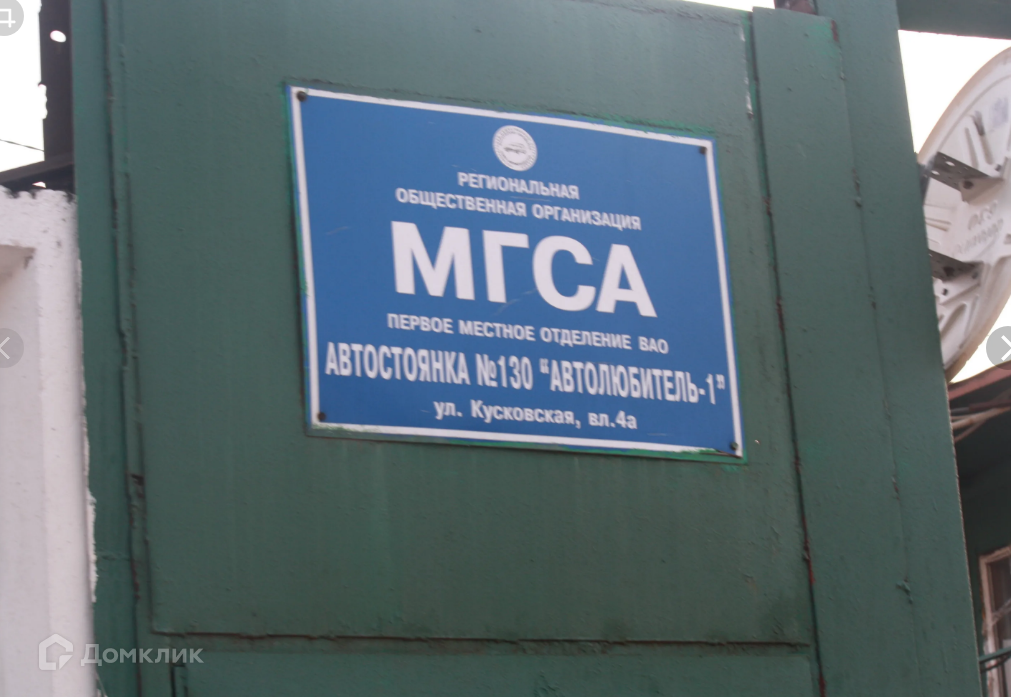 РЕГИОНАЛЬНАЯ
ОБЩЕСТВЕННАЯ ОРГАНИЗАЦИЯ
МГСА
ПЕРВОЕ МЕСТНОЕ ОТДЕЛЕНИЕ ВАО
АВТОСТОЯНКА №130 "АВТОЛЮБИТЕЛЬ-1"
ул. Кусковская, вл.4а
Домклик